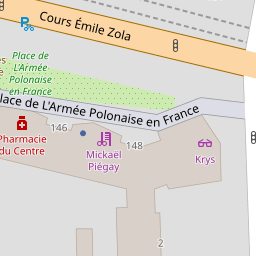 Cours Émile Zola
Place de
L'Armée
Polonaise
en France
lace de L'Armée Polonaise en France
146
148
Pharmacie
du Centre
Mickaël
Piégay
Krys
2